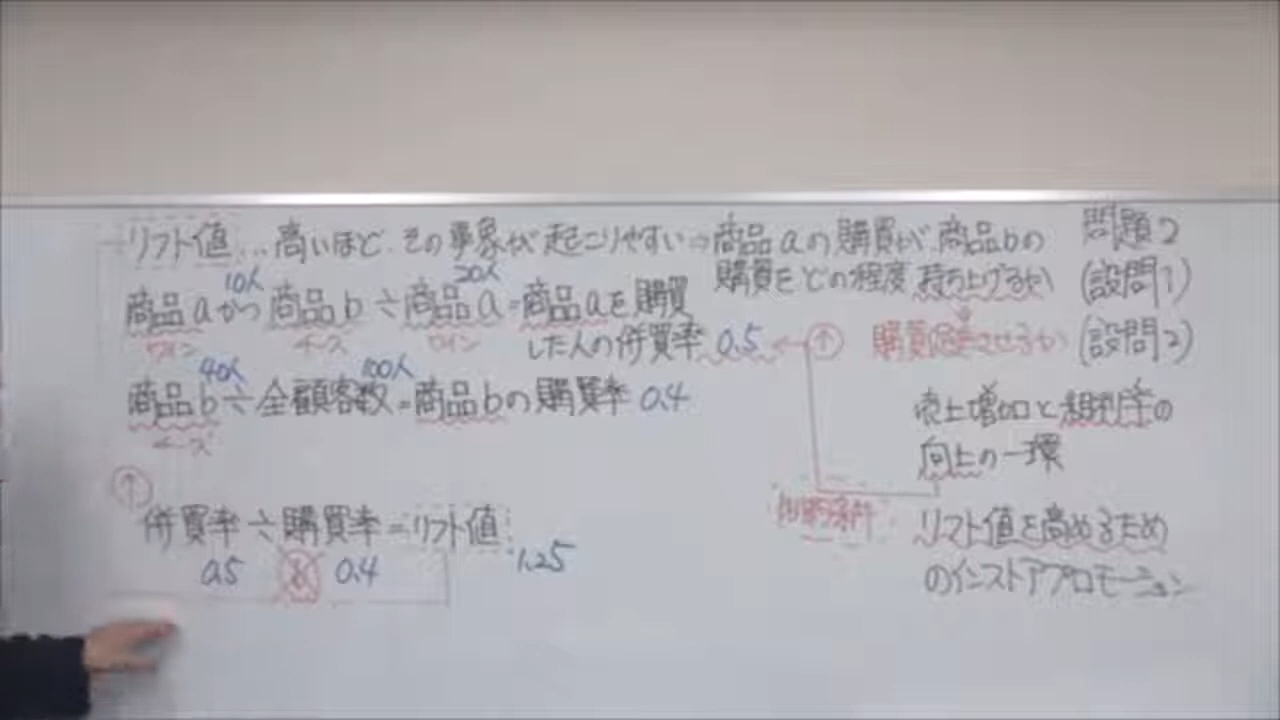 リフト値…高いほど、その事象が起こりやすい⇒商品aの購買が、商品bの
購買をどの程度持ち上げるか
10人 20人
商品aから商品b÷商品a=商品aを購買
ワイン チーズ ワイン
した人の併買率 0.5 ← ↑
40人 100人
商品b÷全顧客数=商品bの購買率 0.4
チーズ
↑
併買率÷購買率=リフト値
0.5 0.4 1.25
問題2
(設問1)
購買促進させるか (設問2)
売上増加と粗利率の
向上の一環
制約条件
リフト値を高めるため
のインストアプロモーション